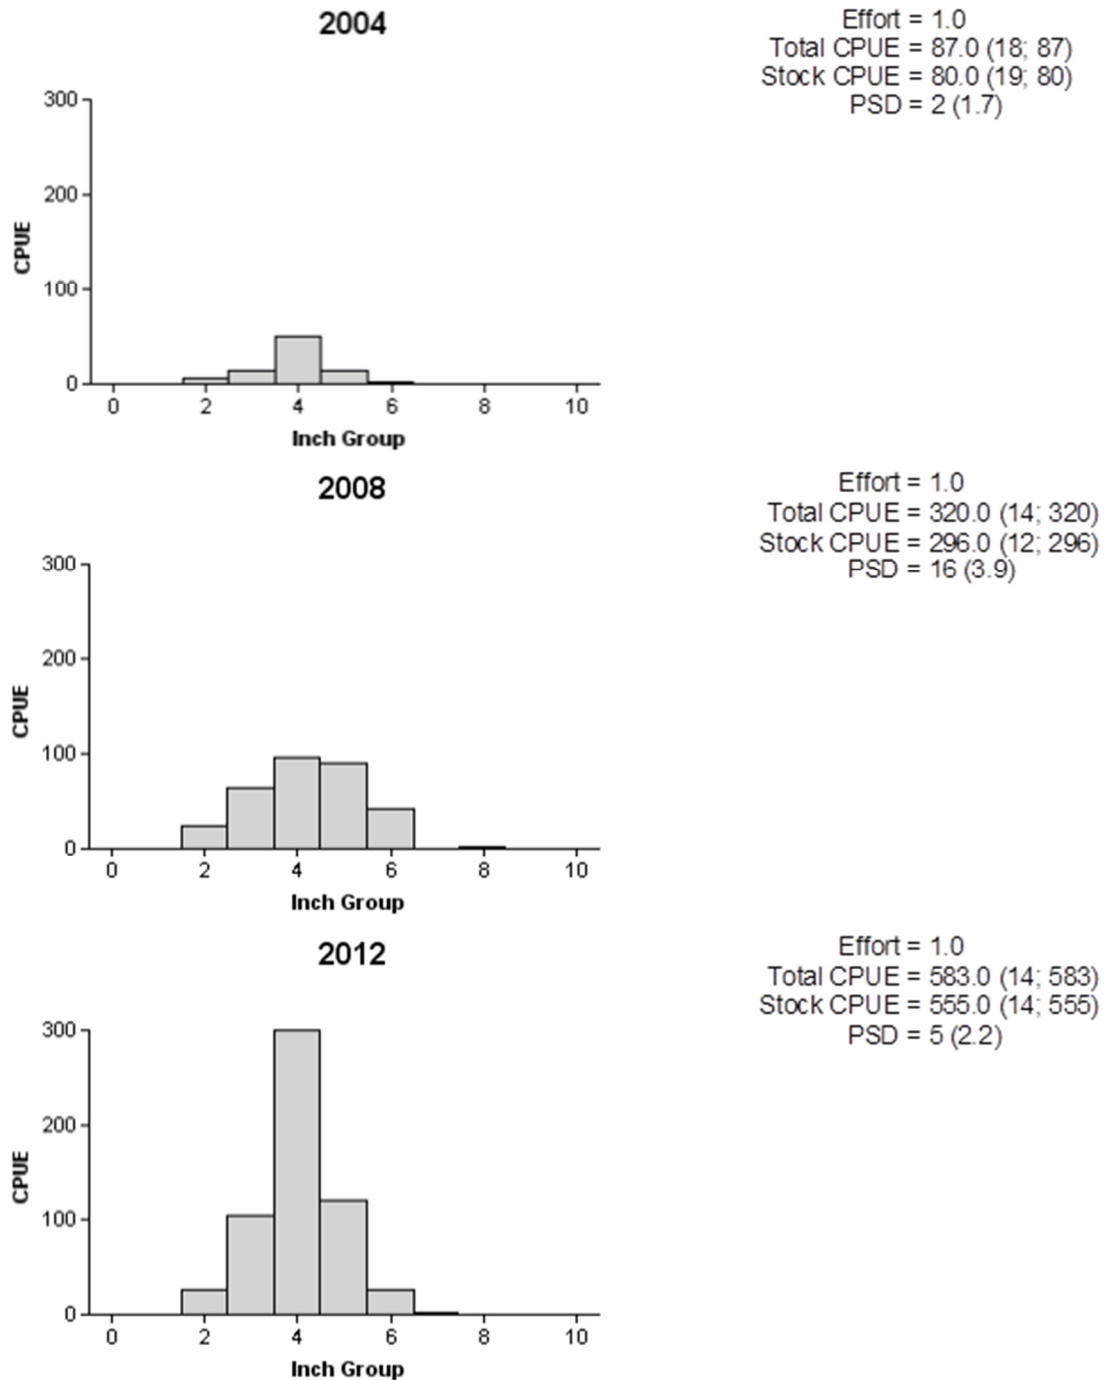 2004
Effort = 1.0
Total CPUE = 87.0 (18; 87)
Stock CPUE = 80.0 (19; 80)
PSD = 2 (1.7)
300
200
100
0
CPUE
0 2 4 6 8 10
Inch Group
2008
Effort = 1.0
Total CPUE = 320.0 (14; 320)
Stock CPUE = 296.0 (12; 296)
PSD = 16 (3.9)
300
200
100
0
CPUE
0 2 4 6 8 10
Inch Group
2012
Effort = 1.0
Total CPUE = 583.0 (14; 583)
Stock CPUE = 555.0 (14; 555)
PSD = 5 (2.2)
300
200
100
0
CPUE
0 2 4 6 8 10
Inch Group